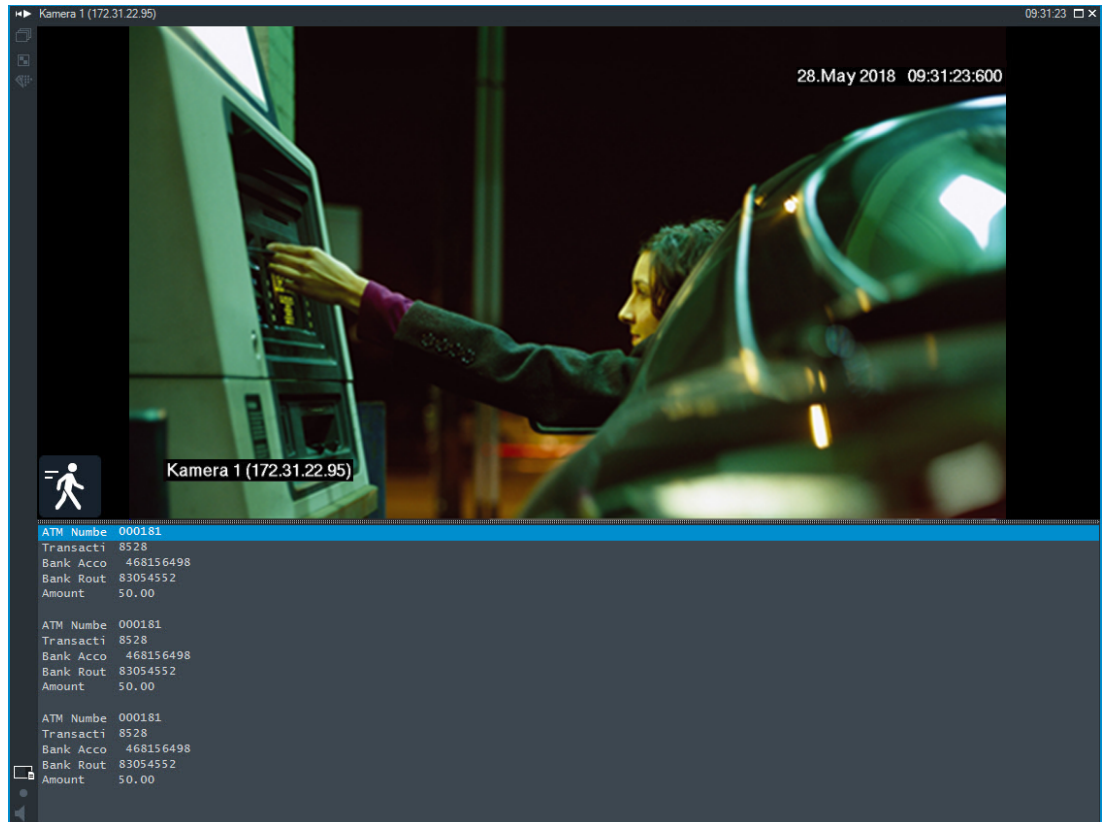 Kamera 1 (172.31.22.95) 09:31:23
28.May 2018 09:31:23:600
Kamera 1 (172.31.22.95)
ATM Numbe 000181
Transacti 8528
Bank Acco 468156498
Bank Rout 83054552
Amount 50.00
ATM Numbe 000181
Transacti 8528
Bank Acco 468156498
Bank Rout 83054552
Amount 50.00
ATM Numbe 000181
Transacti 8528
Bank Acco 468156498
Bank Rout 83054552
Amount 50.00